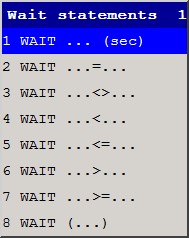 Wait statements 1
1 WAIT ... (sec)
2 WAIT ...=...
3 WAIT ...<>...
4 WAIT ...<...
5 WAIT ...<=...
6 WAIT ...>...
7 WAIT ...>=...
8 WAIT (...)